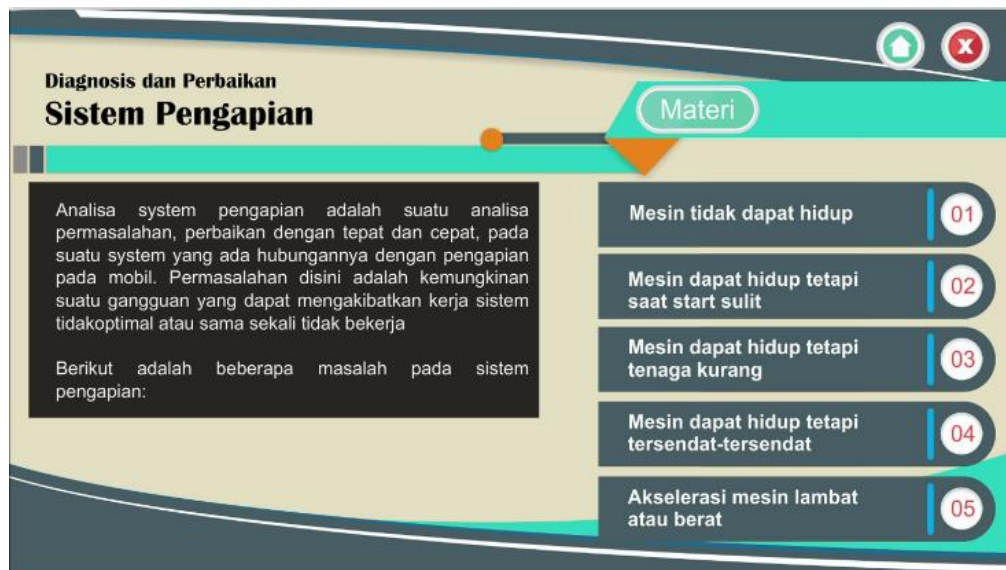 Diagnosis dan Perbaikan
Sistem Pengapian
Materi
Analisa system pengapian adalah suatu analisa
permasalahan, perbaikan dengan tepat dan cepat, pada
suatu system yang ada hubungannya dengan pengapian
pada mobil. Permasalahan disini adalah kemungkinan
suatu gangguan yang dapat mengakibatkan kerja sistem
tidakoptimal atau sama sekali tidak bekerja
Berikut adalah beberapa masalah pada sistem
pengapian:
Mesin tidak dapat hidup
01
Mesin dapat hidup tetapi
saat start sulit
02
Mesin dapat hidup tetapi
tenaga kurang
03
Mesin dapat hidup tetapi
tersendat-tersendat
04
Akselerasi mesin lambat
atau berat
05